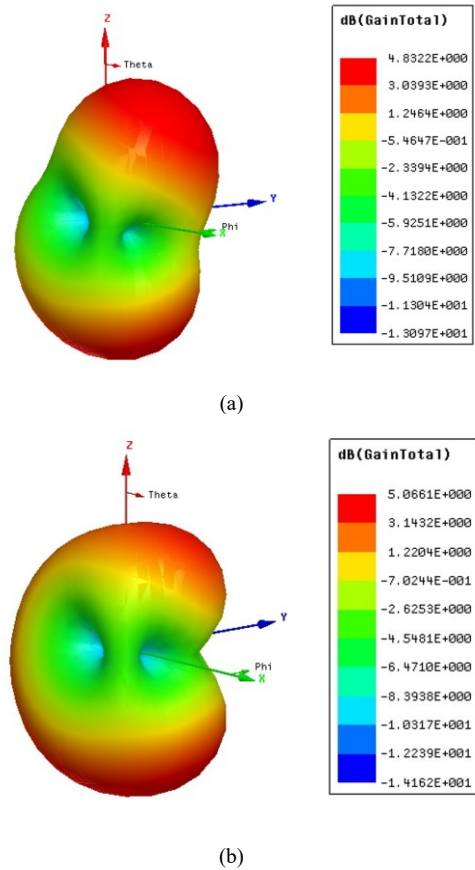 dB(GainTotal)
Z
Theta
Y
Phi
X
4.8322E+000
3.0393E+000
1.2464E+000
-5.4647E-001
-2.3394E+000
-4.1322E+000
-5.9251E+000
-7.7180E+000
-9.5109E+000
-1.1304E+001
-1.3097E+001
(a)
dB(GainTotal)
Z
Theta
Y
Phi
X
5.0661E+000
3.1432E+000
1.2204E+000
-7.0244E-001
-2.6253E+000
-4.5481E+000
-6.4710E+000
-8.3938E+000
-1.0317E+001
-1.2239E+001
-1.4162E+001
(b)